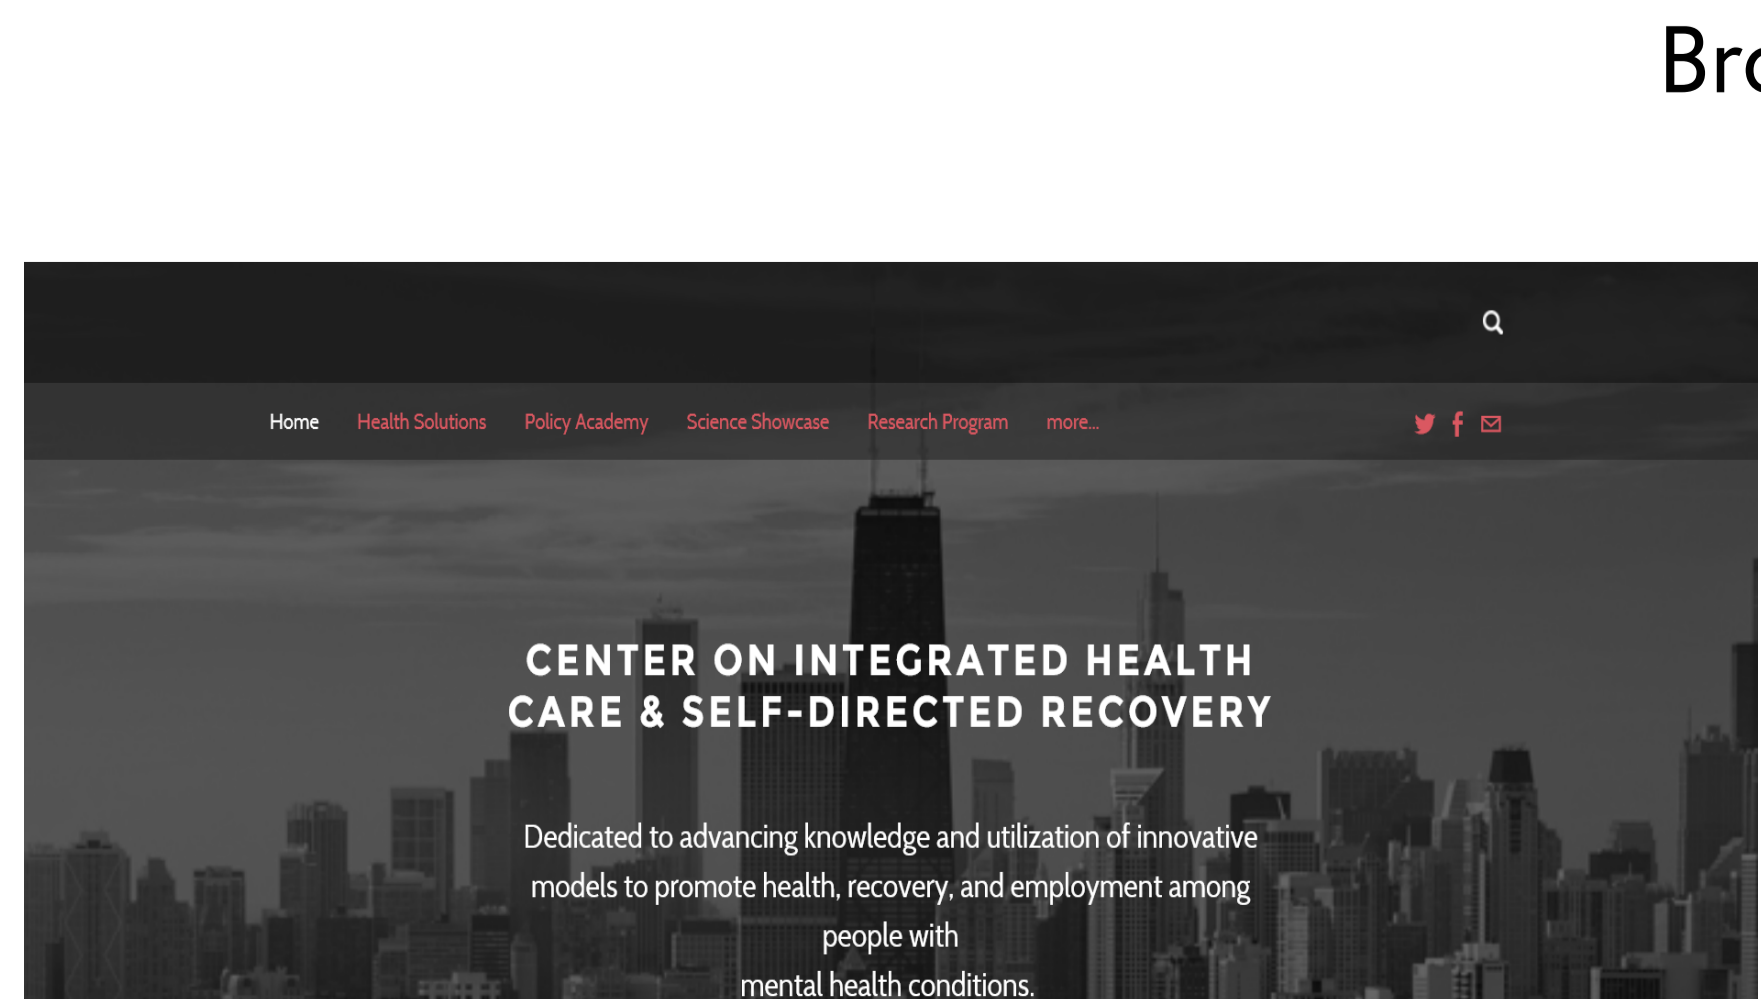 Home Health Solutions Policy Academy Science Showcase Research Program more...
CENTER ON INTEGRATED HEALTH
CARE & SELF-DIRECTED RECOVERY
Dedicated to advancing knowledge and utilization of innovative
models to promote health, recovery, and employment among
people with
mental health conditions.